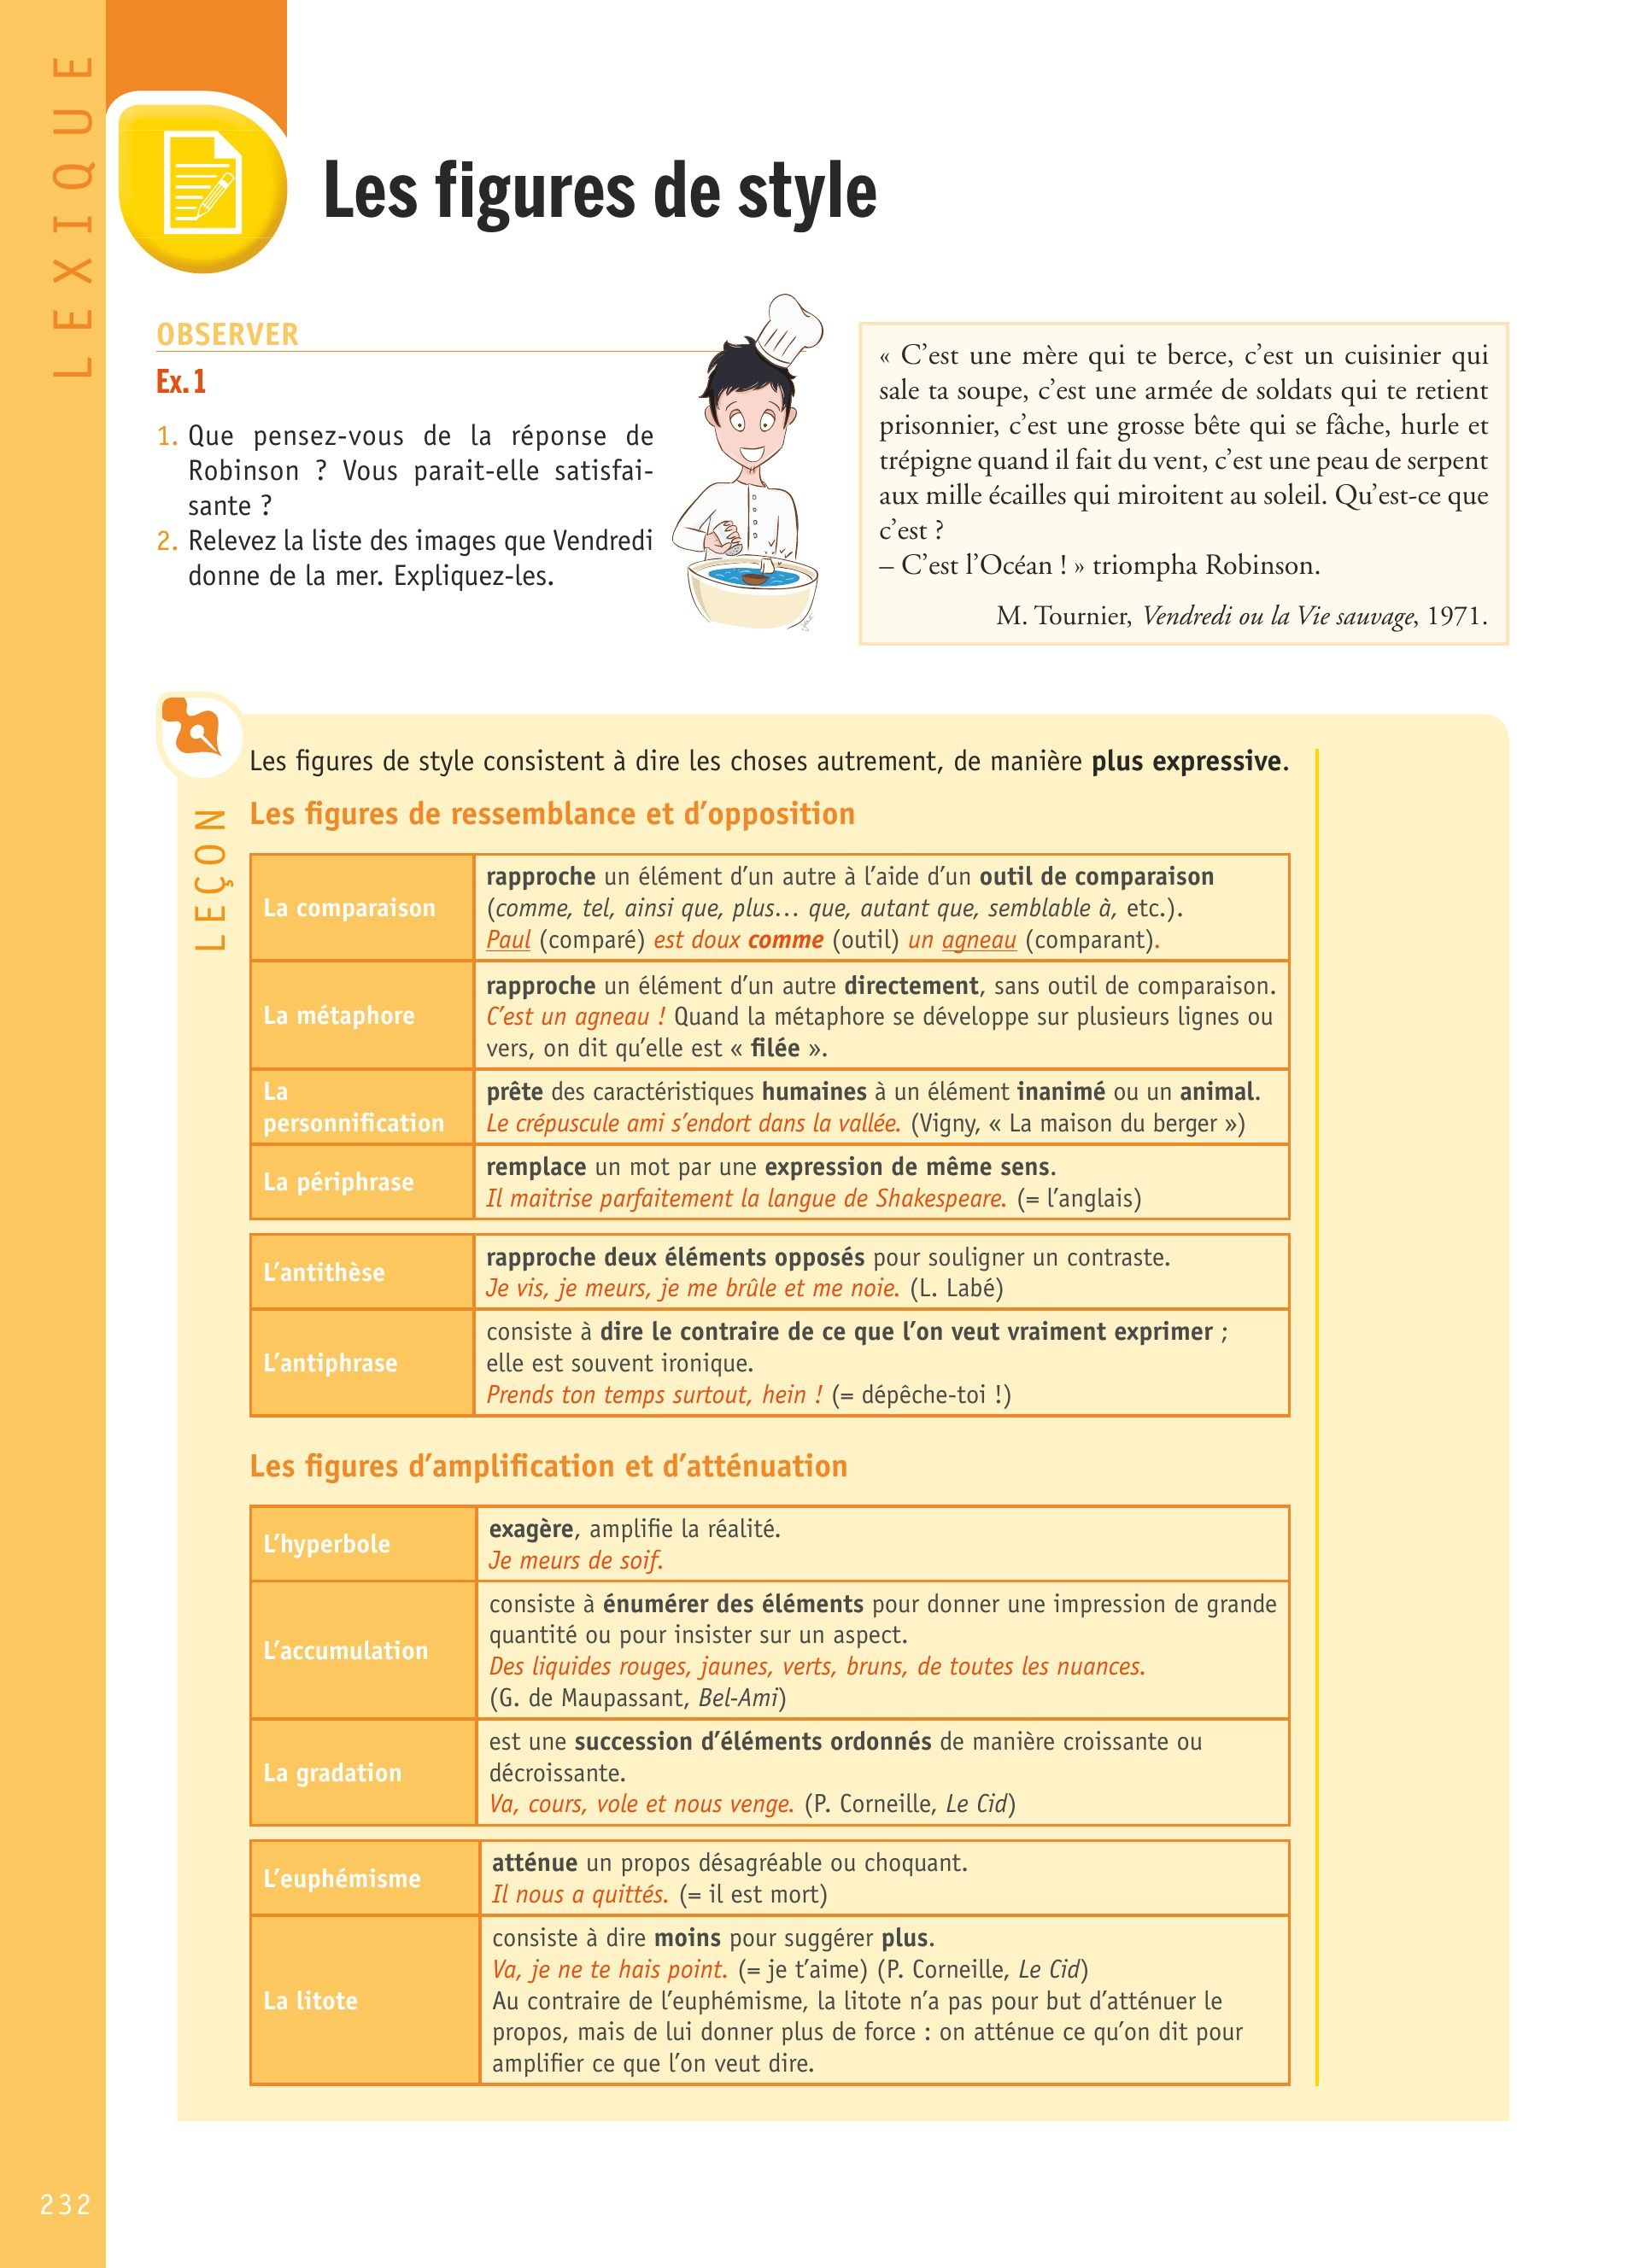 LEXIQUE
Les figures de style
OBSERVER
Ex. 1
1. Que pensez-vous de la réponse de
Robinson ? Vous parait-elle satisfai-
sante ?
2. Relevez la liste des images que Vendredi
donne de la mer. Expliquez-les.
« C'est une mère qui te berce, c'est un cuisinier qui
sale ta soupe, c'est une armée de soldats qui te retient
prisonnier, c'est une grosse bête qui se fâche, hurle et
trépigne quand il fait du vent, c'est une peau de serpent
aux mille écailles qui miroitent au soleil. Qu'est-ce que
c'est ?
– C'est l'Océan ! » triompha Robinson.
M. Tournier, Vendredi ou la Vie sauvage, 1971.
LEÇON
Les figures de style consistent à dire les choses autrement, de manière plus expressive.
Les figures de ressemblance et d'opposition
La comparaison
rapproche un élément d'un autre à l'aide d'un outil de comparaison
(comme, tel, ainsi que, plus... que, autant que, semblable à, etc.).
Paul (comparé) est doux comme (outil) un agneau (comparant).
La métaphore
rapproche un élément d'un autre directement, sans outil de comparaison.
C'est un agneau ! Quand la métaphore se développe sur plusieurs lignes ou
vers, on dit qu'elle est « filée ».
La
personnification
prête des caractéristiques humaines à un élément inanimé ou un animal.
Le crépuscule ami s'endort dans la vallée. (Vigny, « La maison du berger »)
La périphrase
remplace un mot par une expression de même sens.
Il maitrise parfaitement la langue de Shakespeare. (= l'anglais)
L'antithèse
rapproche deux éléments opposés pour souligner un contraste.
Je vis, je meurs, je me brûle et me noie. (L. Labé)
L'antiphrase
consiste à dire le contraire de ce que l'on veut vraiment exprimer ;
elle est souvent ironique.
Prends ton temps surtout, hein ! (= dépêche-toi !)
Les figures d'amplification et d'atténuation
L'hyperbole
exagère, amplifie la réalité.
Je meurs de soif.
L'accumulation
consiste à énumérer des éléments pour donner une impression de grande
quantité ou pour insister sur un aspect.
Des liquides rouges, jaunes, verts, bruns, de toutes les nuances.
(G. de Maupassant, Bel-Ami)
La gradation
est une succession d'éléments ordonnés de manière croissante ou
décroissante.
Va, cours, vole et nous venge. (P. Corneille, Le Cid)
L'euphémisme
atténue un propos désagréable ou choquant.
Il nous a quittés. (= il est mort)
La litote
consiste à dire moins pour suggérer plus.
Va, je ne te hais point. (= je t'aime) (P. Corneille, Le Cid)
Au contraire de l'euphémisme, la litote n'a pas pour but d'atténuer le
propos, mais de lui donner plus de force : on atténue ce qu'on dit pour
amplifier ce que l'on veut dire.
232